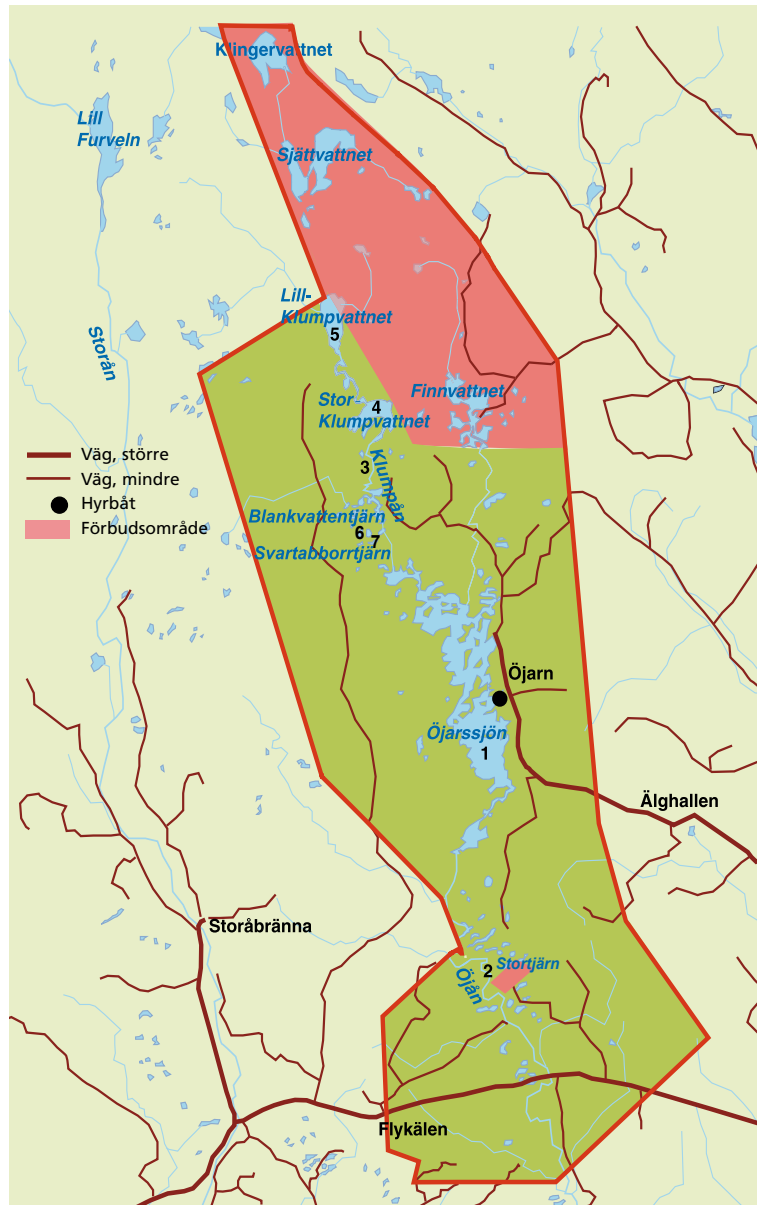 Klingervattnet
Lill
Furveln
Sjättvattnet
Lill-
Klumpvattnet
5
Storån
Finnvattnet
Stor-
Klumpvattnet
4
Klumpån
3
Väg, större
Väg, mindre
Hyrbåt
Förbudsområde
Blankvattentjärn
6
7
Svartabborrtjärn
Öjarn
Öjarssjön
1
Älghallen
Storåbränna
Stortjärn
2
Öjån
Flykälen